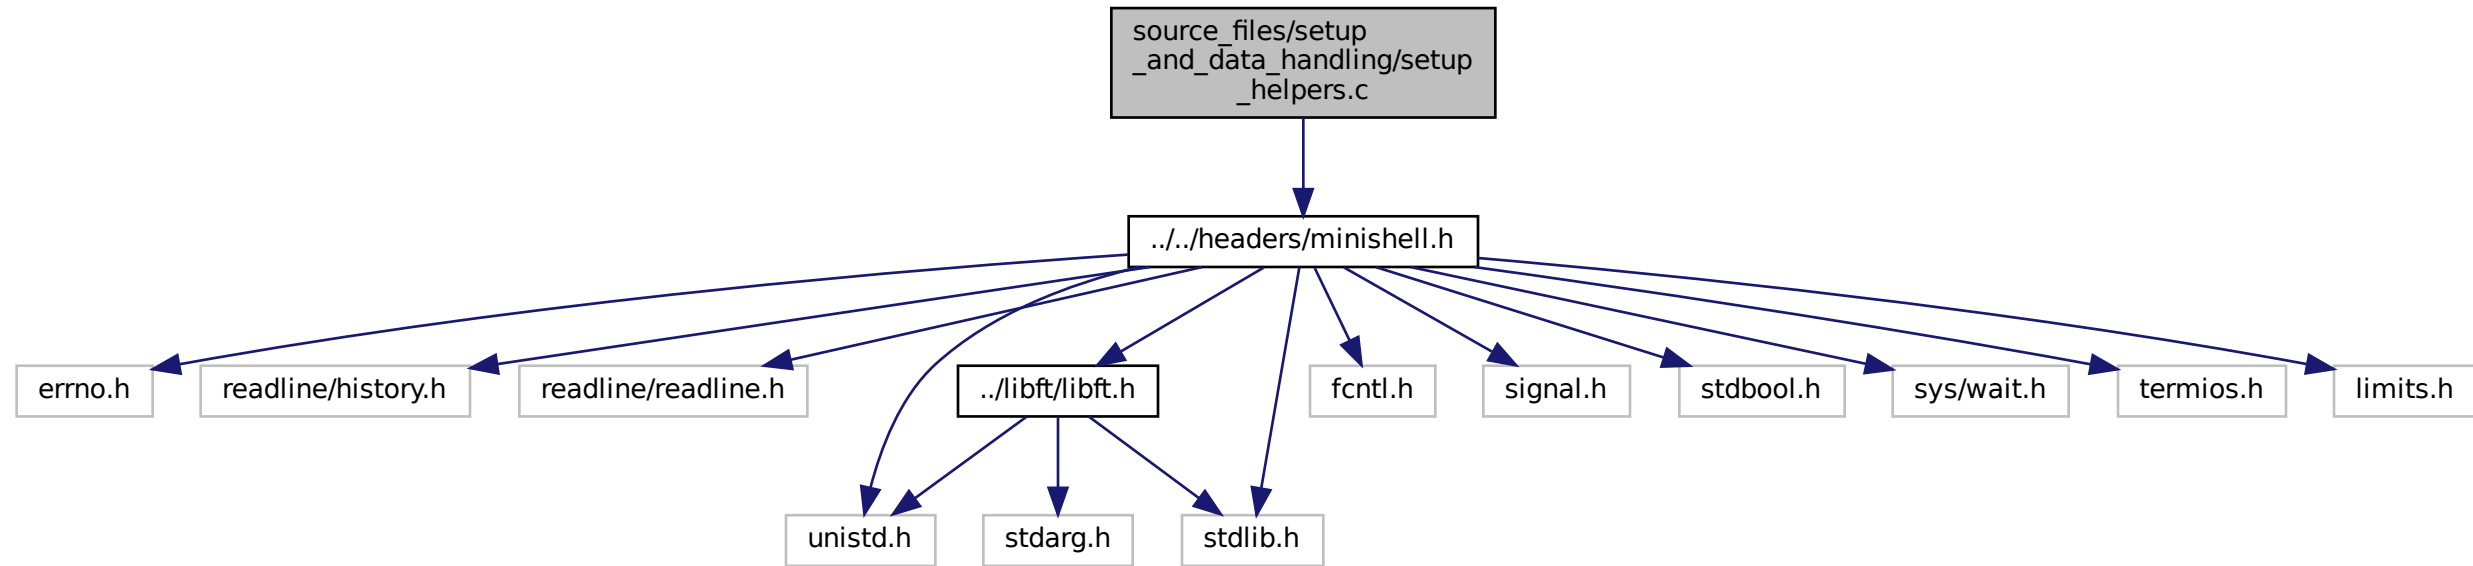 source_files/setup
_and_data_handling/setup
_helpers.c
../../headers/minishell.h
errno.h
readline/history.h
readline/readline.h
../libft/libft.h
fcntl.h
signal.h
stdbool.h
sys/wait.h
termios.h
limits.h
unistd.h
stdarg.h
stdlib.h